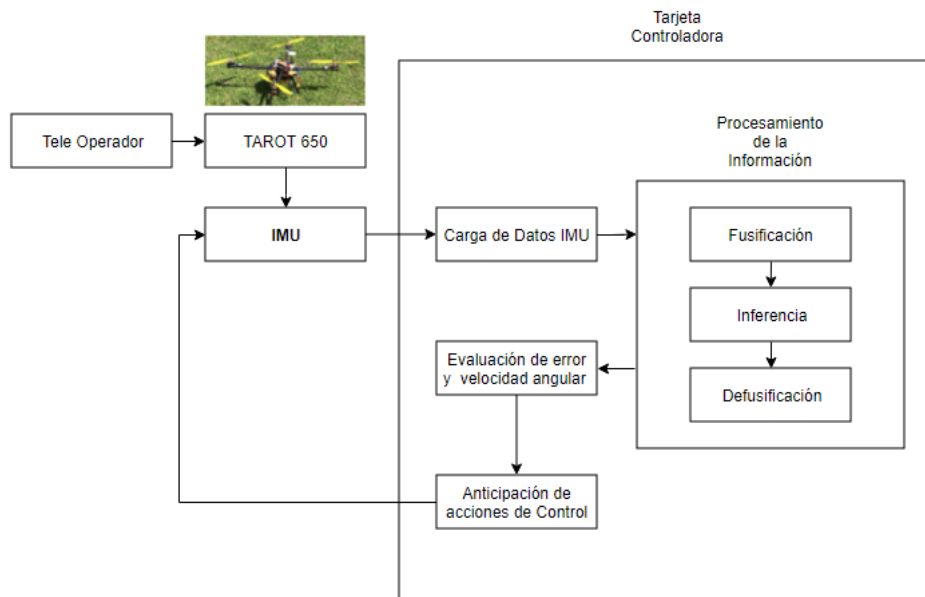 Tarjeta
Controladora
Tele Operador
TAROT 650
Procesamiento
de la
Información
IMU
Carga de Datos IMU
Fusificación
Inferencia
Evaluación de error
y velocidad angular
Defusificación
Anticipación de
acciones de Control